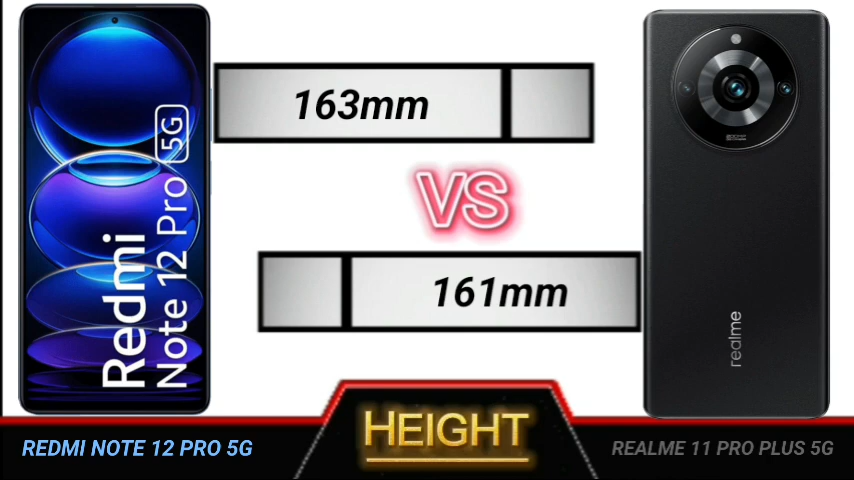 Redmi
Note 12 Pro 5G
163mm
VS
161mm
realme
HEIGHT
REDMI NOTE 12 PRO 5G
REALME 11 PRO PLUS 5G